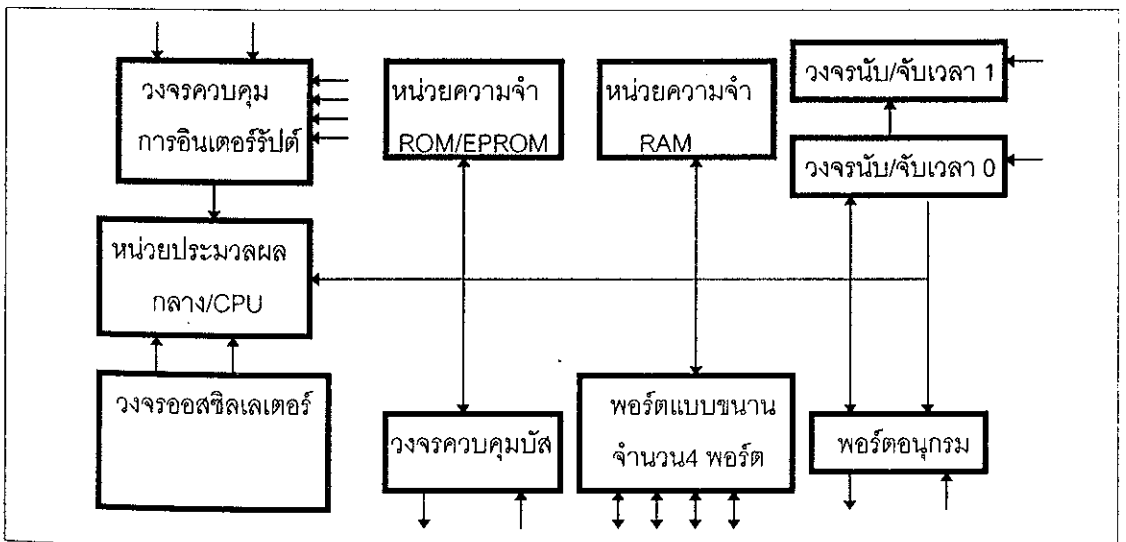 วงจรควบคุม
การอินเตอร์รัปต์
หน่วยความจำ
ROM/EPROM
หน่วยความจำ
RAM
วงจรนับ/จับเวลา 1
วงจรนับ/จับเวลา 0
หน่วยประมวลผล
กลาง/CPU
วงจรออสซิลเลเตอร์
วงจรควบคุมบัส
พอร์ตแบบขนาน
จำนวน4 พอร์ต
พอร์ตอนุกรม